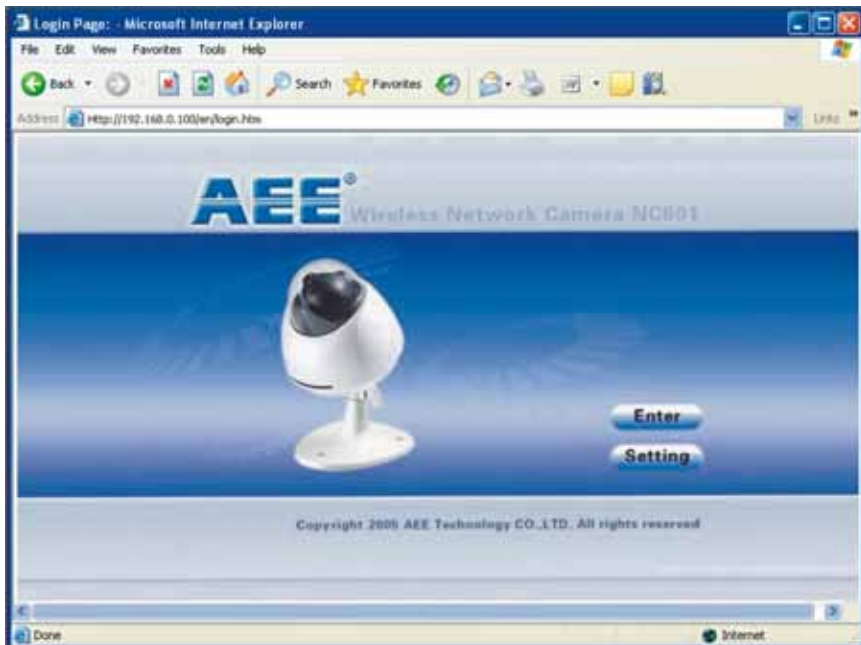 Login Page: - Microsoft Internet Explorer
File Edit View Favorites Tools Help
Back Search Favorites
Address Http://192.168.0.100/en/login.htm Links »
AEE® Wireless Network Camera NC601
Enter
Setting
Copyright 2005 AEE Technology CO.,LTD. All rights reserved
Done Internet